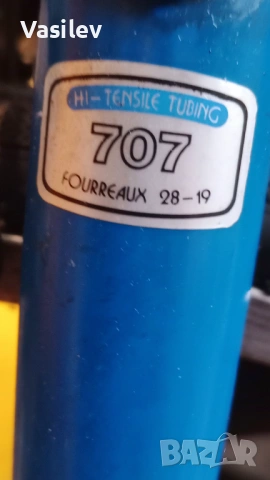 Vasilev
HI-TENSILE TUBING
707
FOURREAUX 28-19
bazar